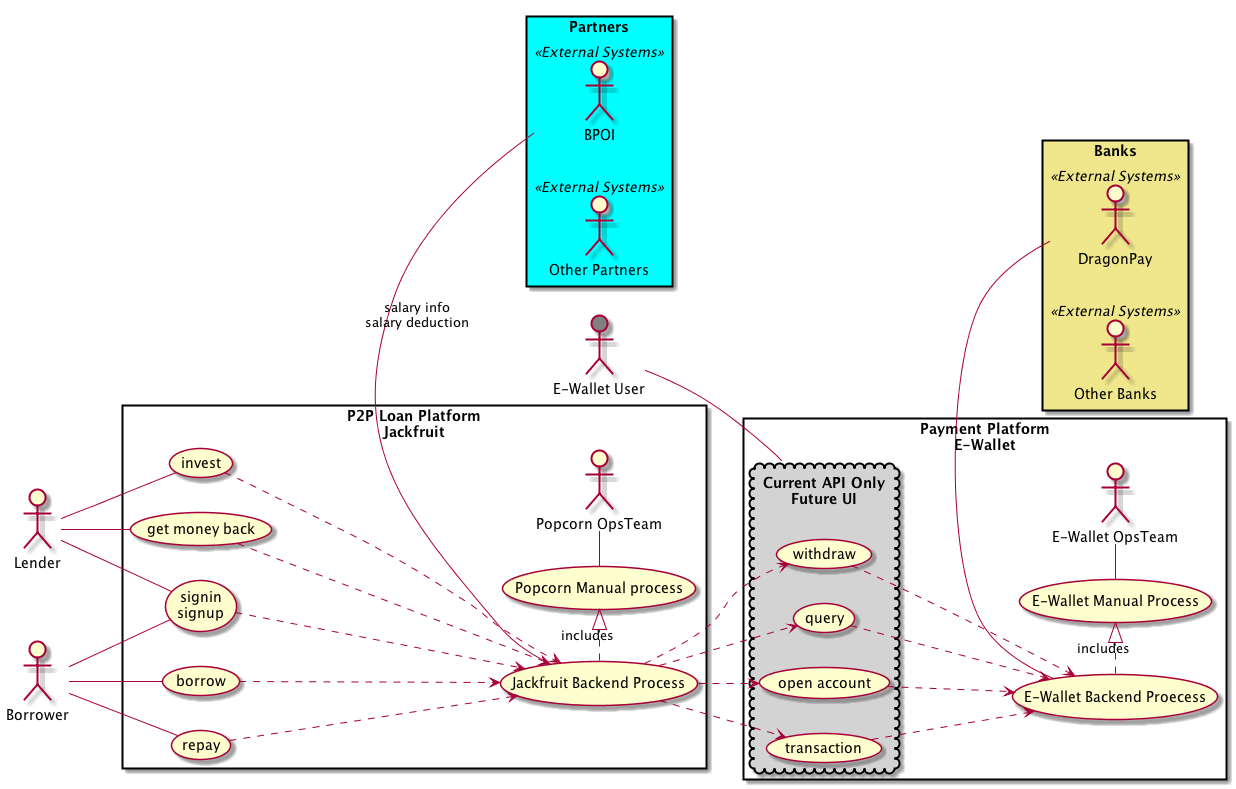 Partners
«External Systems»
BPOI
«External Systems»
Other Partners
Banks
«External Systems»
DragonPay
«External Systems»
Other Banks
salary info
salary deduction
E-Wallet User
P2P Loan Platform
Jackfruit
invest
get money back
signin
signup
borrow
repay
Lender
Borrower
Popcorn OpsTeam
Popcorn Manual process
includes
Jackfruit Backend Process
Payment Platform
E-Wallet
Current API Only
Future UI
withdraw
query
open account
transaction
E-Wallet OpsTeam
E-Wallet Manual Process
includes
E-Wallet Backend Proecess